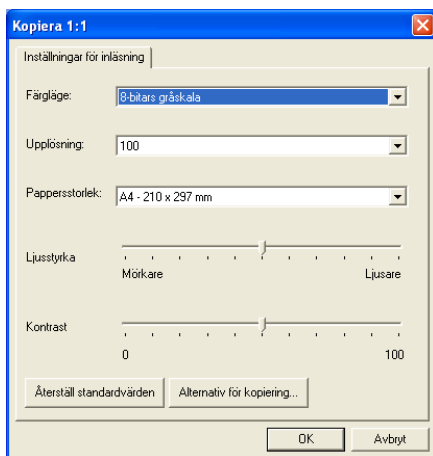 Kopiera 1:1
Inställningar för inläsning
Färgläge: 8-bitars gråskala
Upplösning: 100
Pappersstorlek: A4 - 210 x 297 mm
Ljusstyrka
Mörkare Ljusare
Kontrast
0 100
Återställ standardvärden Alternativ för kopiering...
OK Avbryt